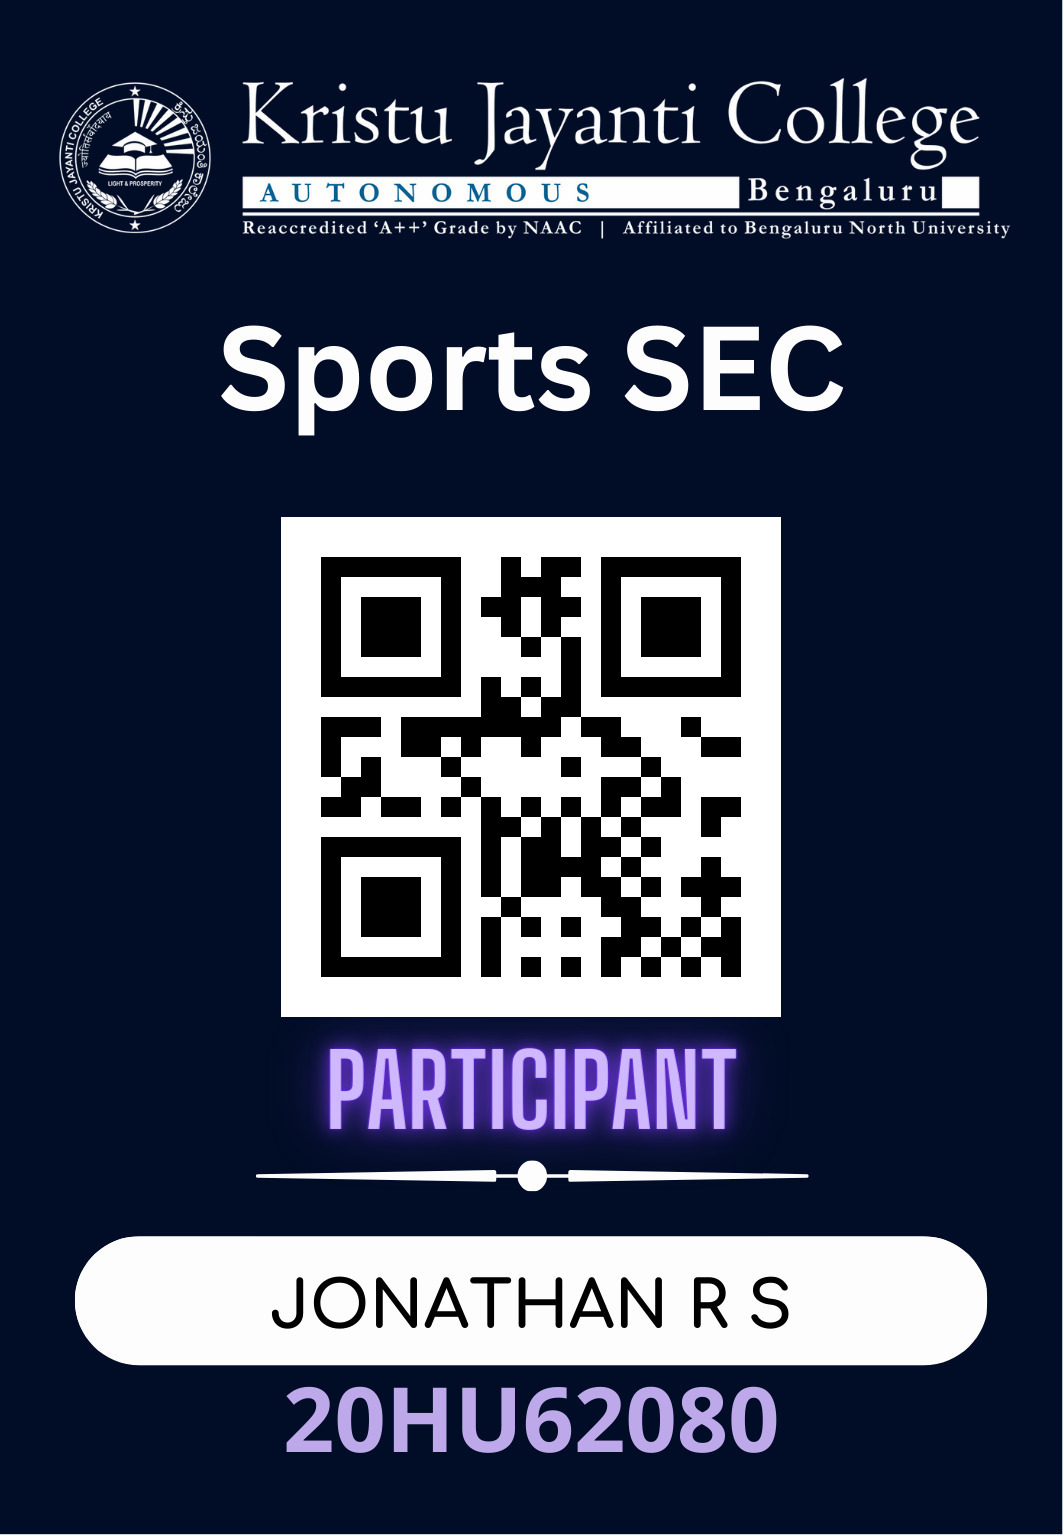 Kristu Jayanti College
AUTONOMOUS Bengaluru
Reaccredited ‘A++’ Grade by NAAC | Affiliated to Bengaluru North University
KRISTU JAYANTI COLLEGE
LIGHT & PROSPERITY
Sports SEC
PARTICIPANT
JONATHAN R S
20HU62080